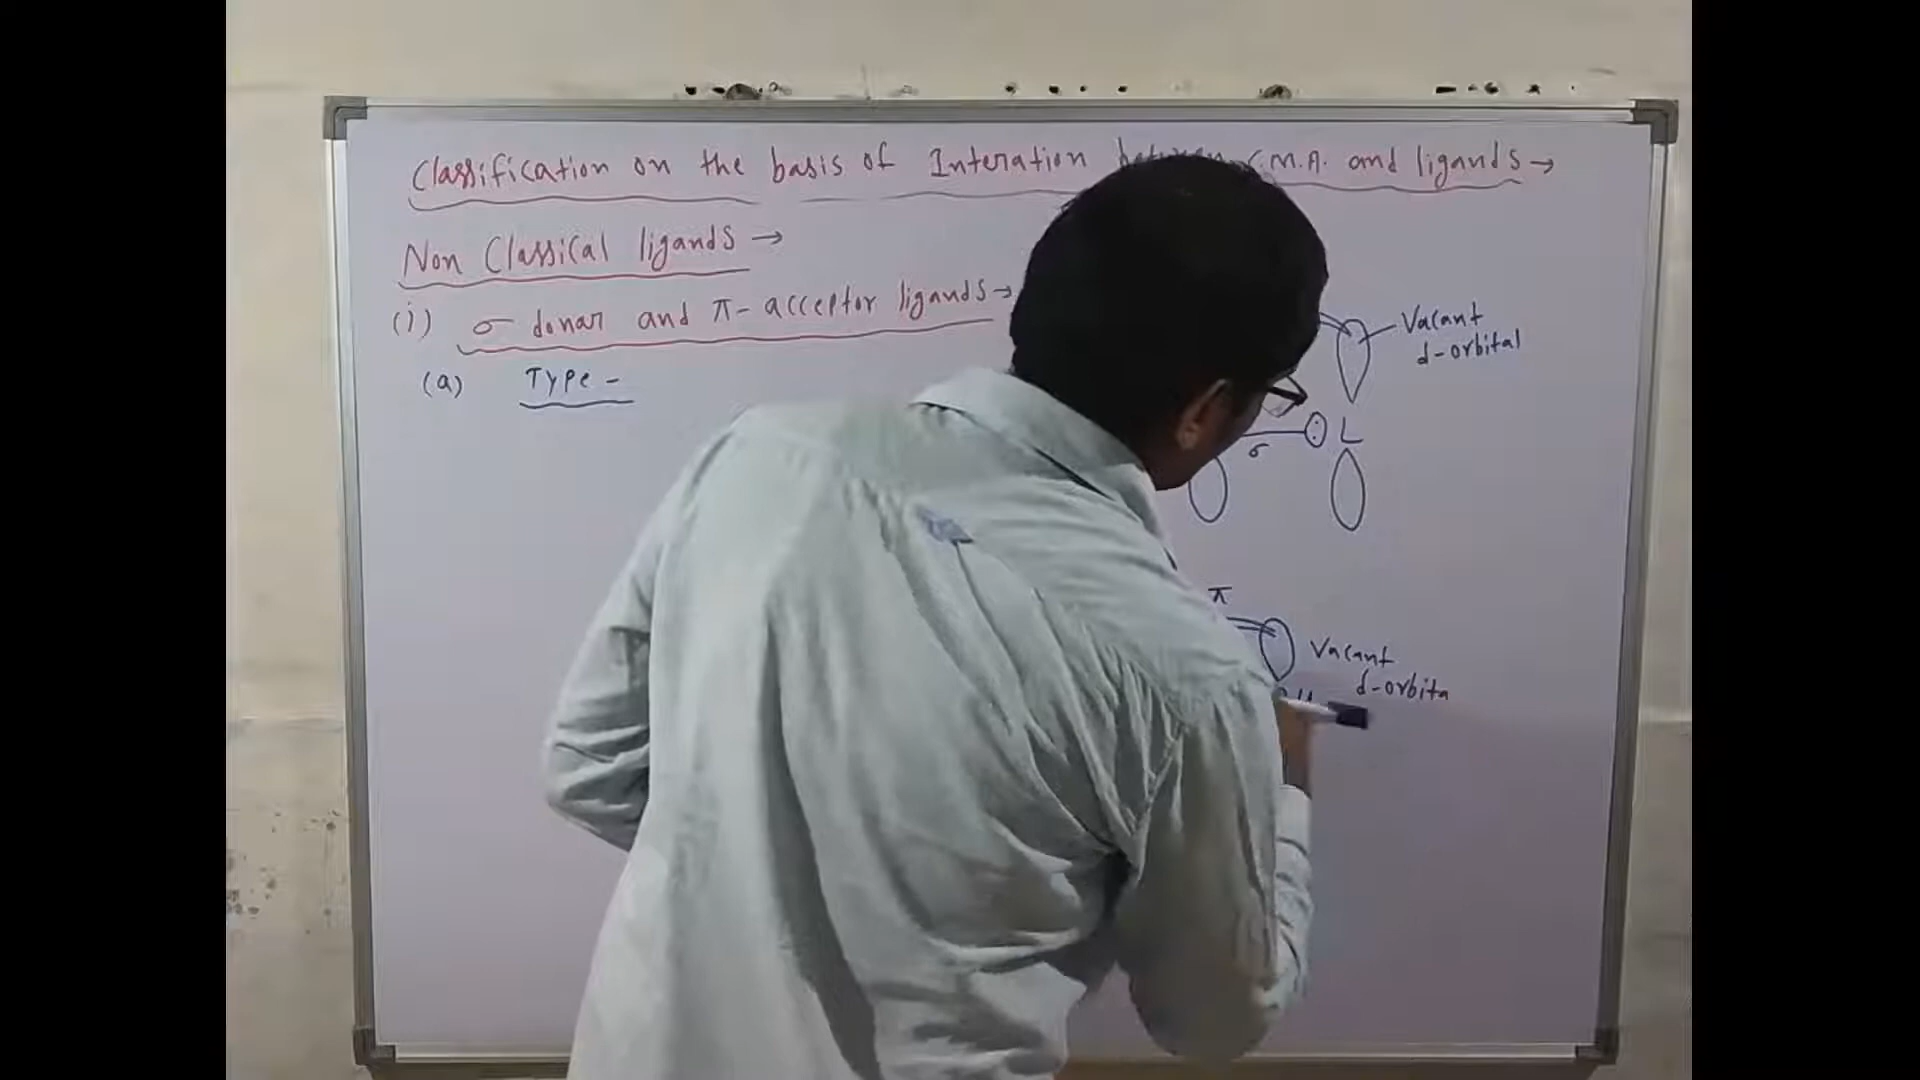 Classification on the basis of Interation between C.M.A. and ligands →
Non Classical ligands →
(i) σ donar and π- acceptor ligands →
(a) Type -
Vacant
d-orbital
L
σ
π
Vacant
d-orbita